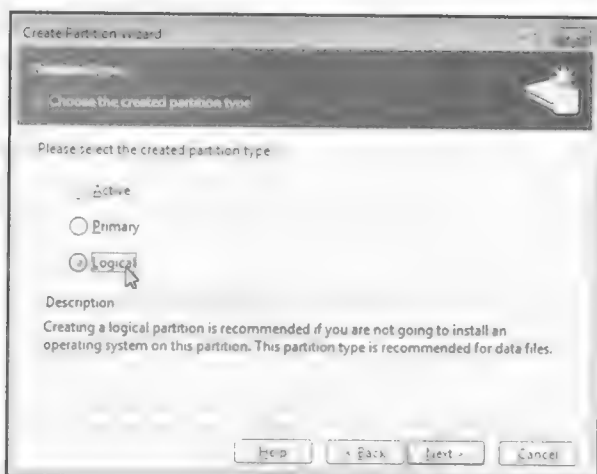 Create Partition Wizard
Choose the created partition type
Please select the created partition type
Active
Primary
Logical
Description
Creating a logical partition is recommended if you are not going to install an
operating system on this partition. This partition type is recommended for data files.
Help
< Back
Next >
Cancel